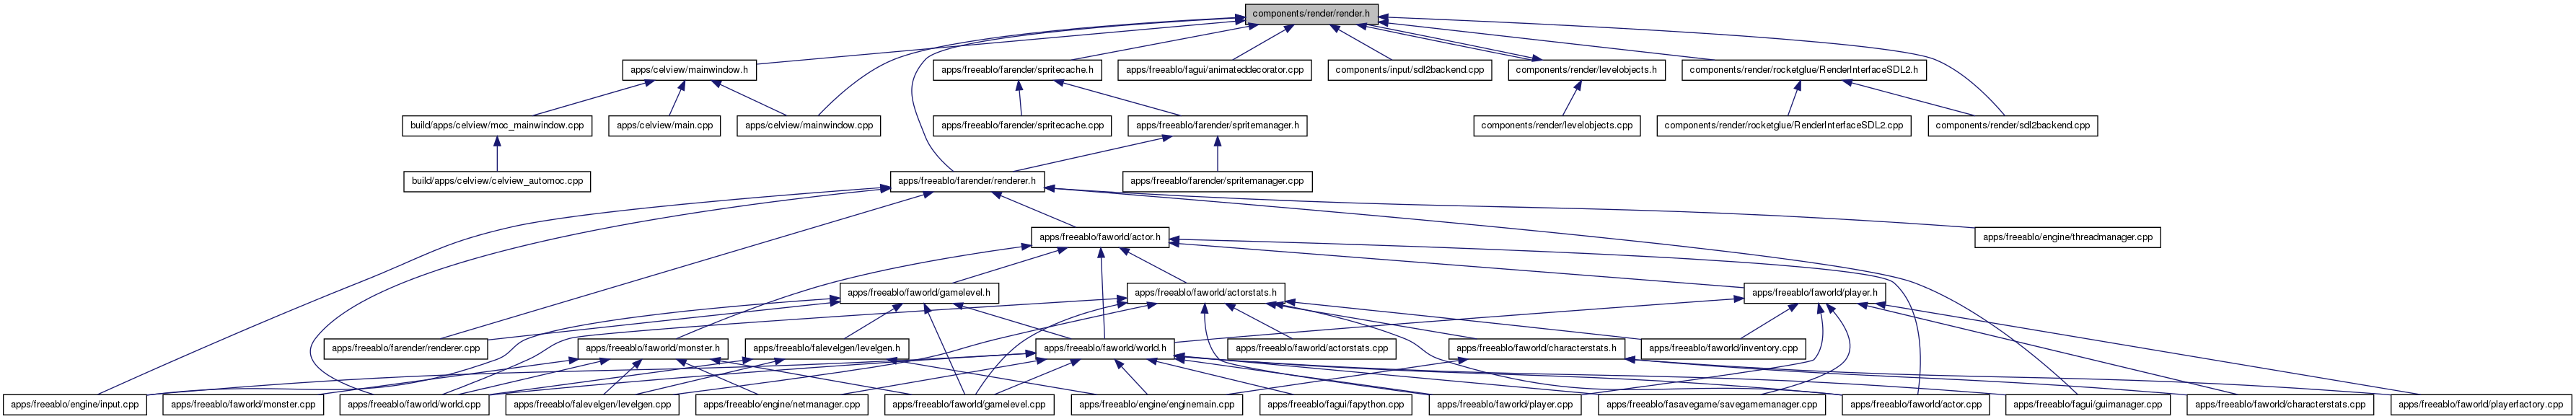 components/render/render.h
apps/celview/mainwindow.h
apps/freeablo/farender/spritecache.h
apps/freeablo/fagui/animateddecorator.cpp
components/input/sdl2backend.cpp
components/render/levelobjects.h
components/render/rocketglue/RenderInterfaceSDL2.h
build/apps/celview/moc_mainwindow.cpp
apps/celview/main.cpp
apps/celview/mainwindow.cpp
apps/freeablo/farender/spritecache.cpp
apps/freeablo/farender/spritemanager.h
components/render/levelobjects.cpp
components/render/rocketglue/RenderInterfaceSDL2.cpp
components/render/sdl2backend.cpp
build/apps/celview/celview_automoc.cpp
apps/freeablo/farender/renderer.h
apps/freeablo/farender/spritemanager.cpp
apps/freeablo/faworld/actor.h
apps/freeablo/engine/threadmanager.cpp
apps/freeablo/faworld/gamelevel.h
apps/freeablo/faworld/actorstats.h
apps/freeablo/faworld/player.h
apps/freeablo/farender/renderer.cpp
apps/freeablo/faworld/monster.h
apps/freeablo/falevelgen/levelgen.h
apps/freeablo/faworld/world.h
apps/freeablo/faworld/actorstats.cpp
apps/freeablo/faworld/characterstats.h
apps/freeablo/faworld/inventory.cpp
apps/freeablo/engine/input.cpp
apps/freeablo/faworld/monster.cpp
apps/freeablo/faworld/world.cpp
apps/freeablo/falevelgen/levelgen.cpp
apps/freeablo/engine/netmanager.cpp
apps/freeablo/faworld/gamelevel.cpp
apps/freeablo/engine/enginemain.cpp
apps/freeablo/fagui/fapython.cpp
apps/freeablo/faworld/player.cpp
apps/freeablo/fasavegame/savegamemanager.cpp
apps/freeablo/faworld/actor.cpp
apps/freeablo/fagui/guimanager.cpp
apps/freeablo/faworld/characterstats.cpp
apps/freeablo/faworld/playerfactory.cpp